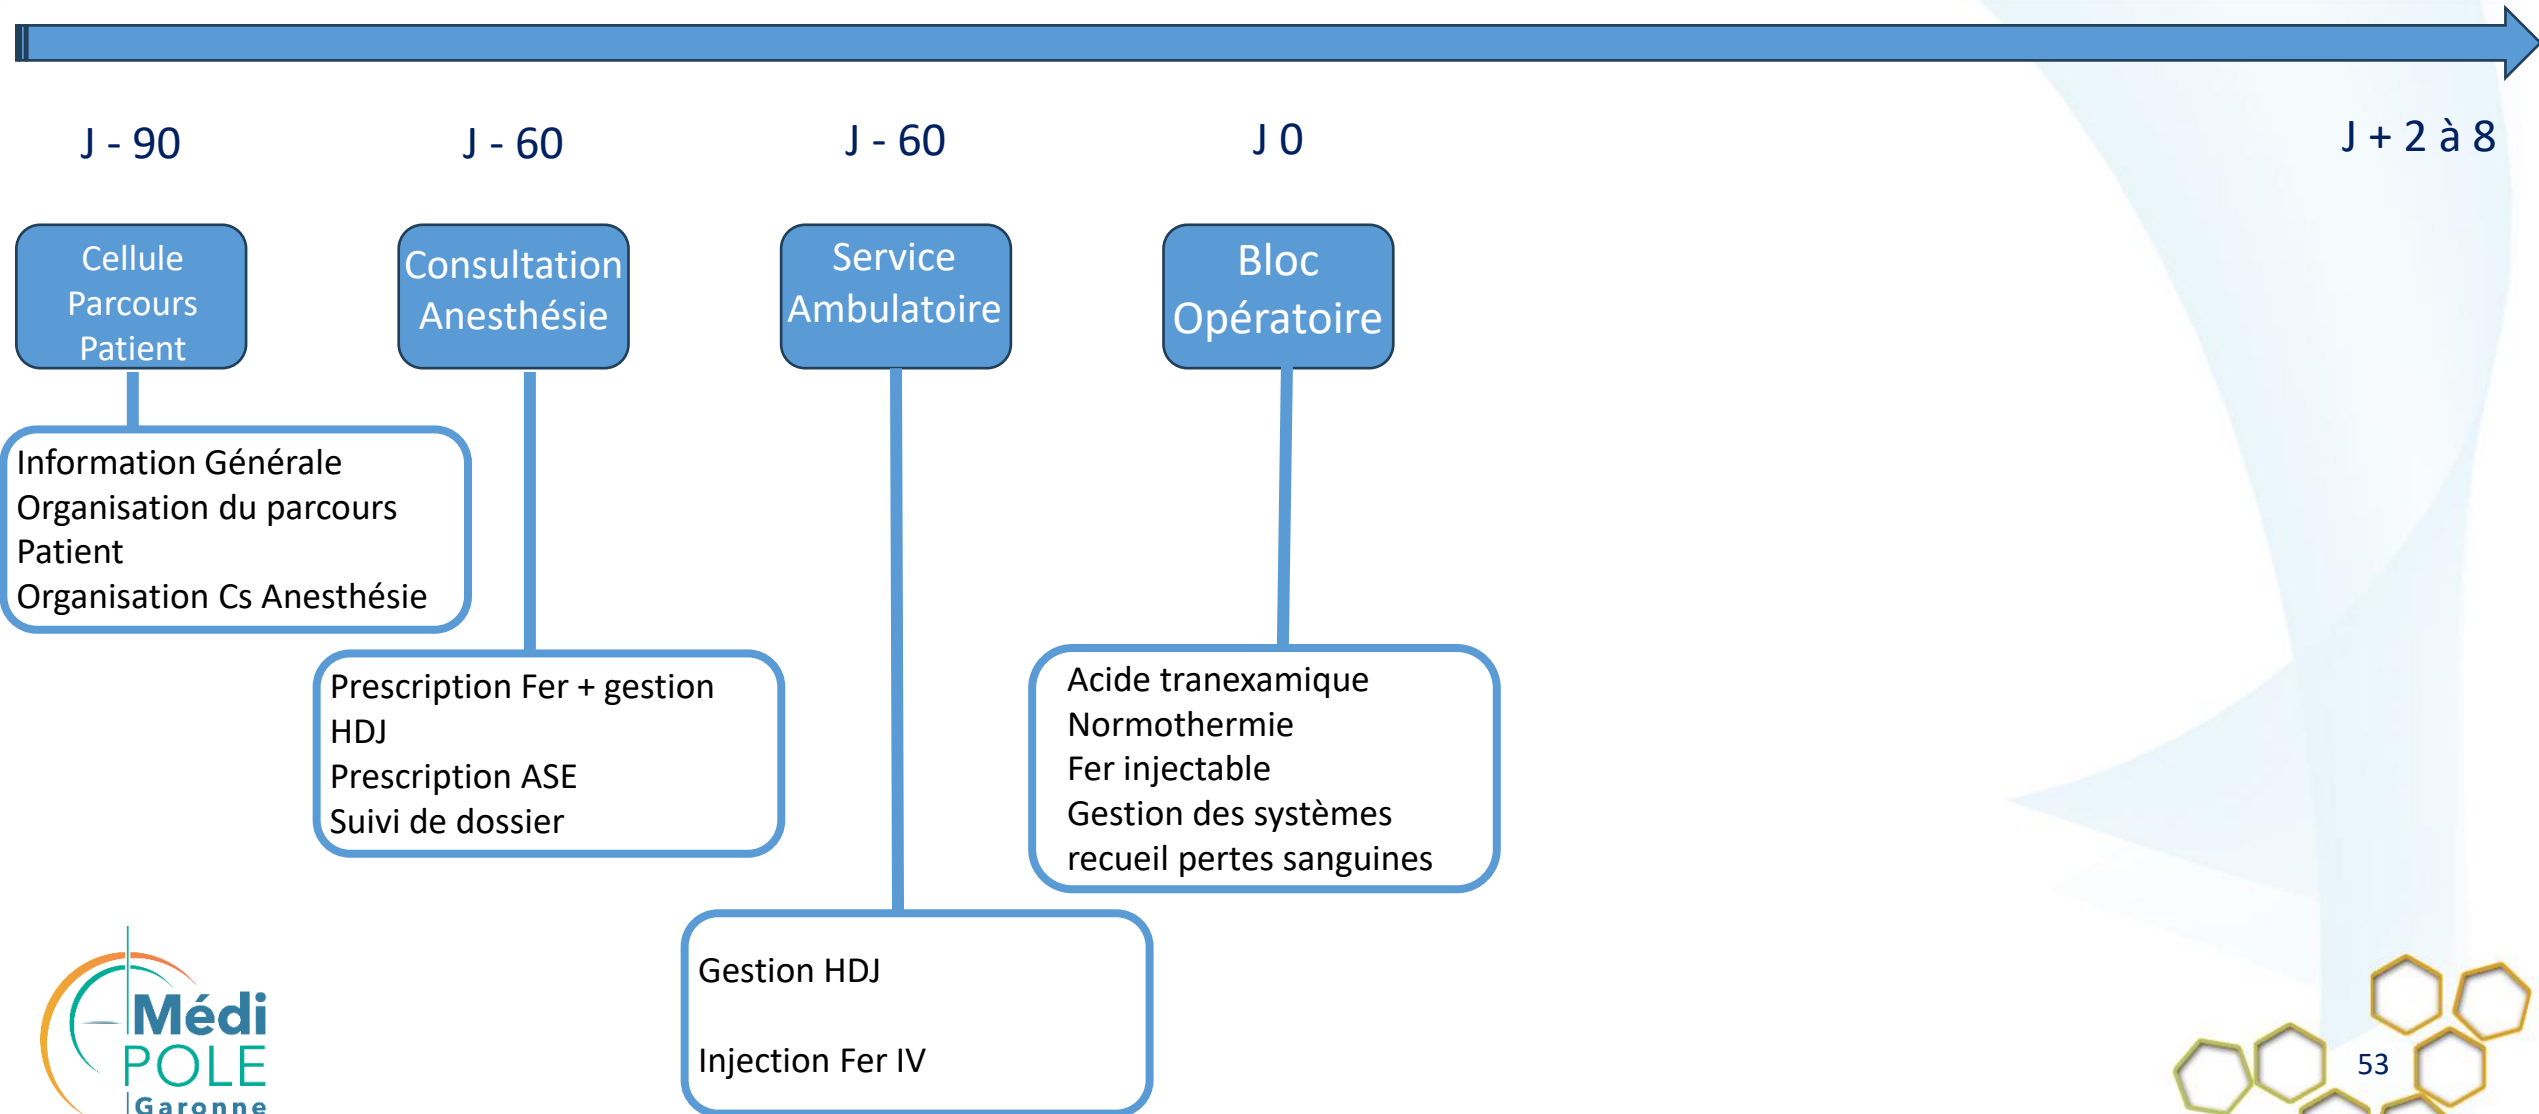 J - 90
J - 60
J - 60
J 0
J + 2 à 8
Cellule
Parcours
Patient
Consultation
Anesthésie
Service
Ambulatoire
Bloc
Opératoire
Information Générale
Organisation du parcours
Patient
Organisation Cs Anesthésie
Prescription Fer + gestion
HDJ
Prescription ASE
Suivi de dossier
Acide tranexamique
Normothermie
Fer injectable
Gestion des systèmes
recueil pertes sanguines
Gestion HDJ
Injection Fer IV
Médi
POLE
Garonne
53